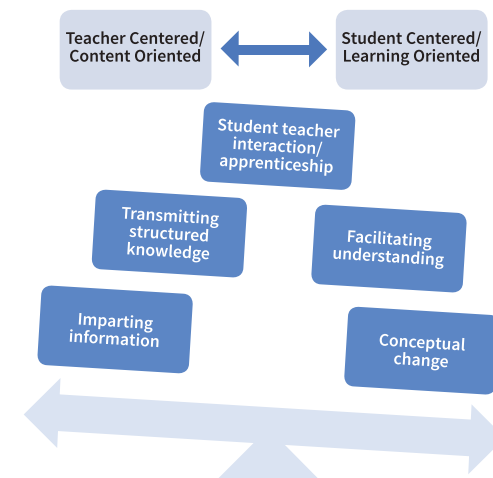 Teacher Centered/
Content Oriented
Student Centered/
Learning Oriented
Student teacher
interaction/
apprenticeship
Transmitting
structured
knowledge
Facilitating
understanding
Imparting
information
Conceptual
change